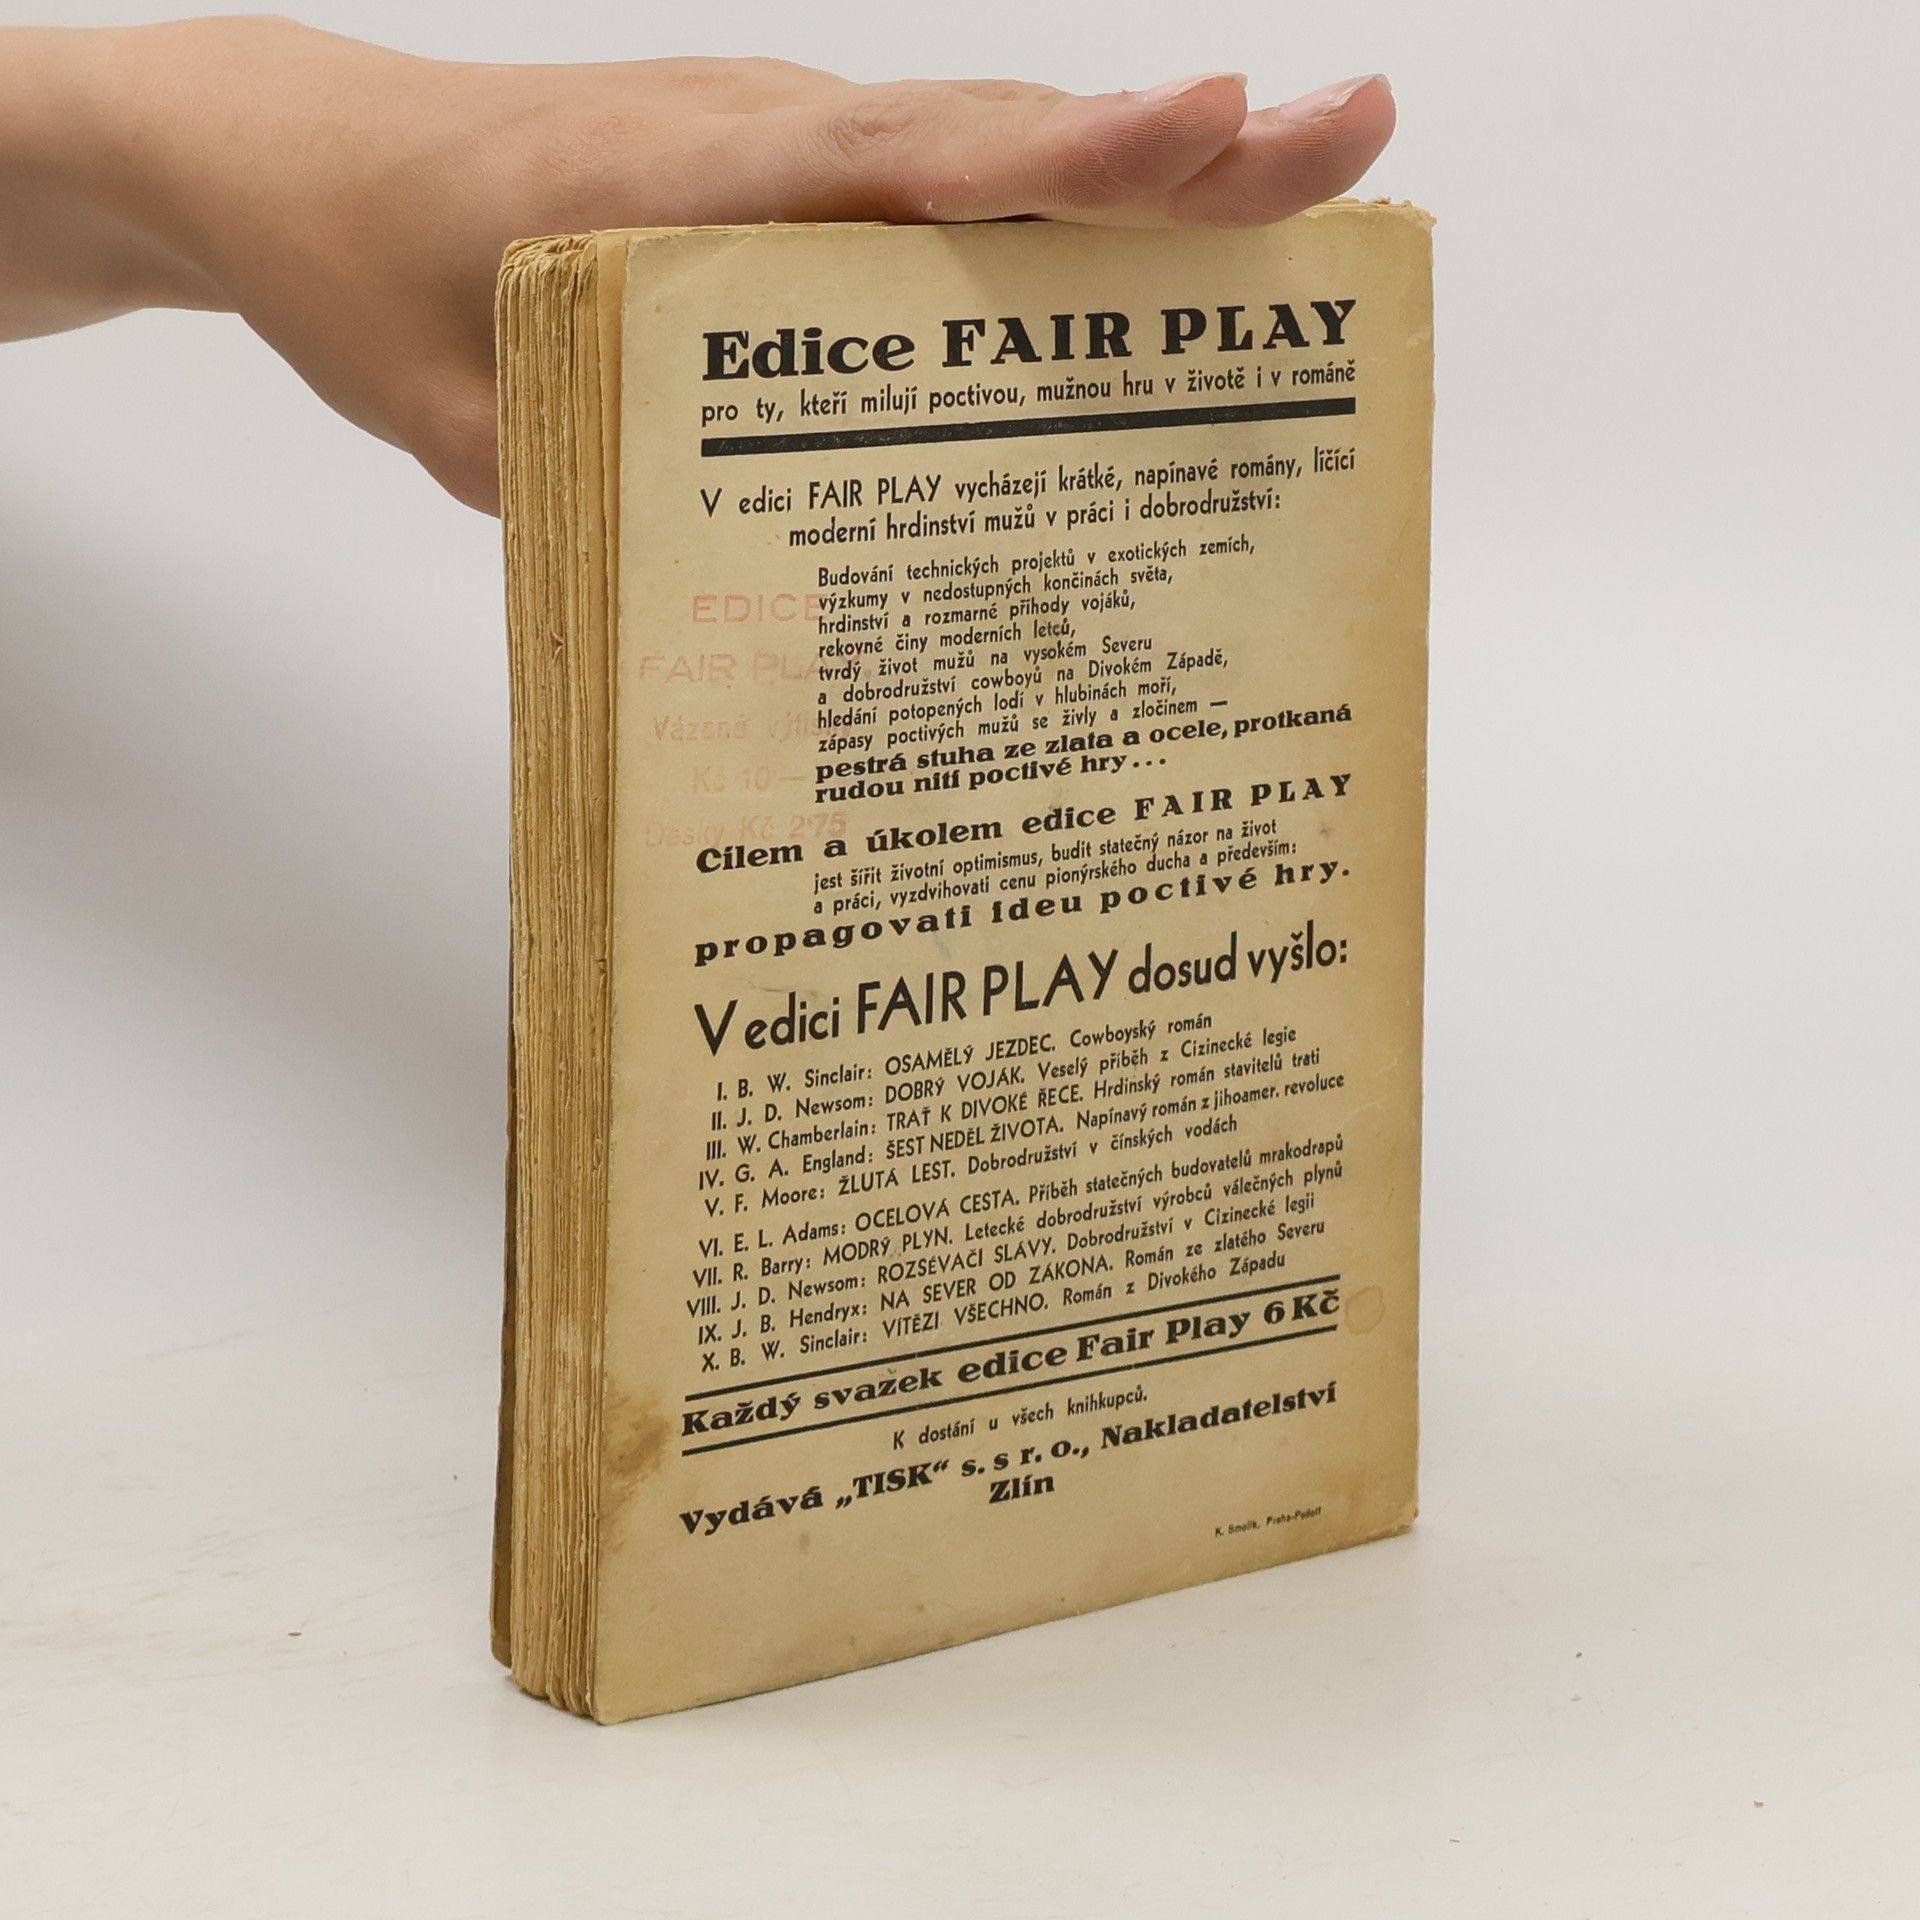 Edice FAIR PLAY
pro ty, kteří milují poctivou, mužnou hru v životě i v románě
V edici FAIR PLAY vycházejí krátké, napínavé romány, líčící
moderní hrdinství mužů v práci i dobrodružství:
Budování technických projektů v exotických zemích,
výzkumy v nedostupných končinách světa,
hrdinství a rozmarné příhody vojáků,
rekovné činy moderních letců,
tvrdý život mužů na vysokém Severu
a dobrodružství cowboyů na Divokém Západě,
hledání potopených lodí v hlubinách moří,
zápasy poctivých mužů se živly a zločinem —
pestrá stuha ze zlata a ocele, protkaná
rudou nití poctivé hry...
EDICE
FAIR PLAY
Vázané výtisky
Kč 10·—
Desky Kč 2·75
Cílem a úkolem edice FAIR PLAY
jest šířit životní optimismus, budit statečný názor na život
a práci, vyzdvihovati cenu pionýrského ducha a především:
propagovati ideu poctivé hry.
V edici FAIR PLAY dosud vyšlo:
I. B. W. Sinclair: OSAMĚLÝ JEZDEC. Cowboyský román
II. J. D. Newsom: DOBRÝ VOJÁK. Veselý příběh z Cizinecké legie
III. W. Chamberlain: TRAŤ K DIVOKÉ ŘECE. Hrdinský román stavitelů trati
IV. G. A. England: ŠEST NEDĚL ŽIVOTA. Napínavý román z jihoamer. revoluce
V. F. Moore: ŽLUTÁ LEST. Dobrodružství v čínských vodách
VI. E. L. Adams: OCELOVÁ CESTA. Příběh statečných budovatelů mrakodrapů
VII. R. Barry: MODRÝ PLYN. Letecké dobrodružství výrobců válečných plynů
VIII. J. D. Newsom: ROZSÉVAČI SLÁVY. Dobrodružství v Cizinecké legii
IX. J. B. Hendryx: NA SEVER OD ZÁKONA. Román ze zlatého Severu
X. B. W. Sinclair: VÍTĚZI VŠECHNO. Román z Divokého Západu
Každý svazek edice Fair Play 6 Kč
K dostání u všech knihkupců.
Vydává „TISK“ s. s r. o., Nakladatelství
Zlín
K. Smolík, Praha-Podolí